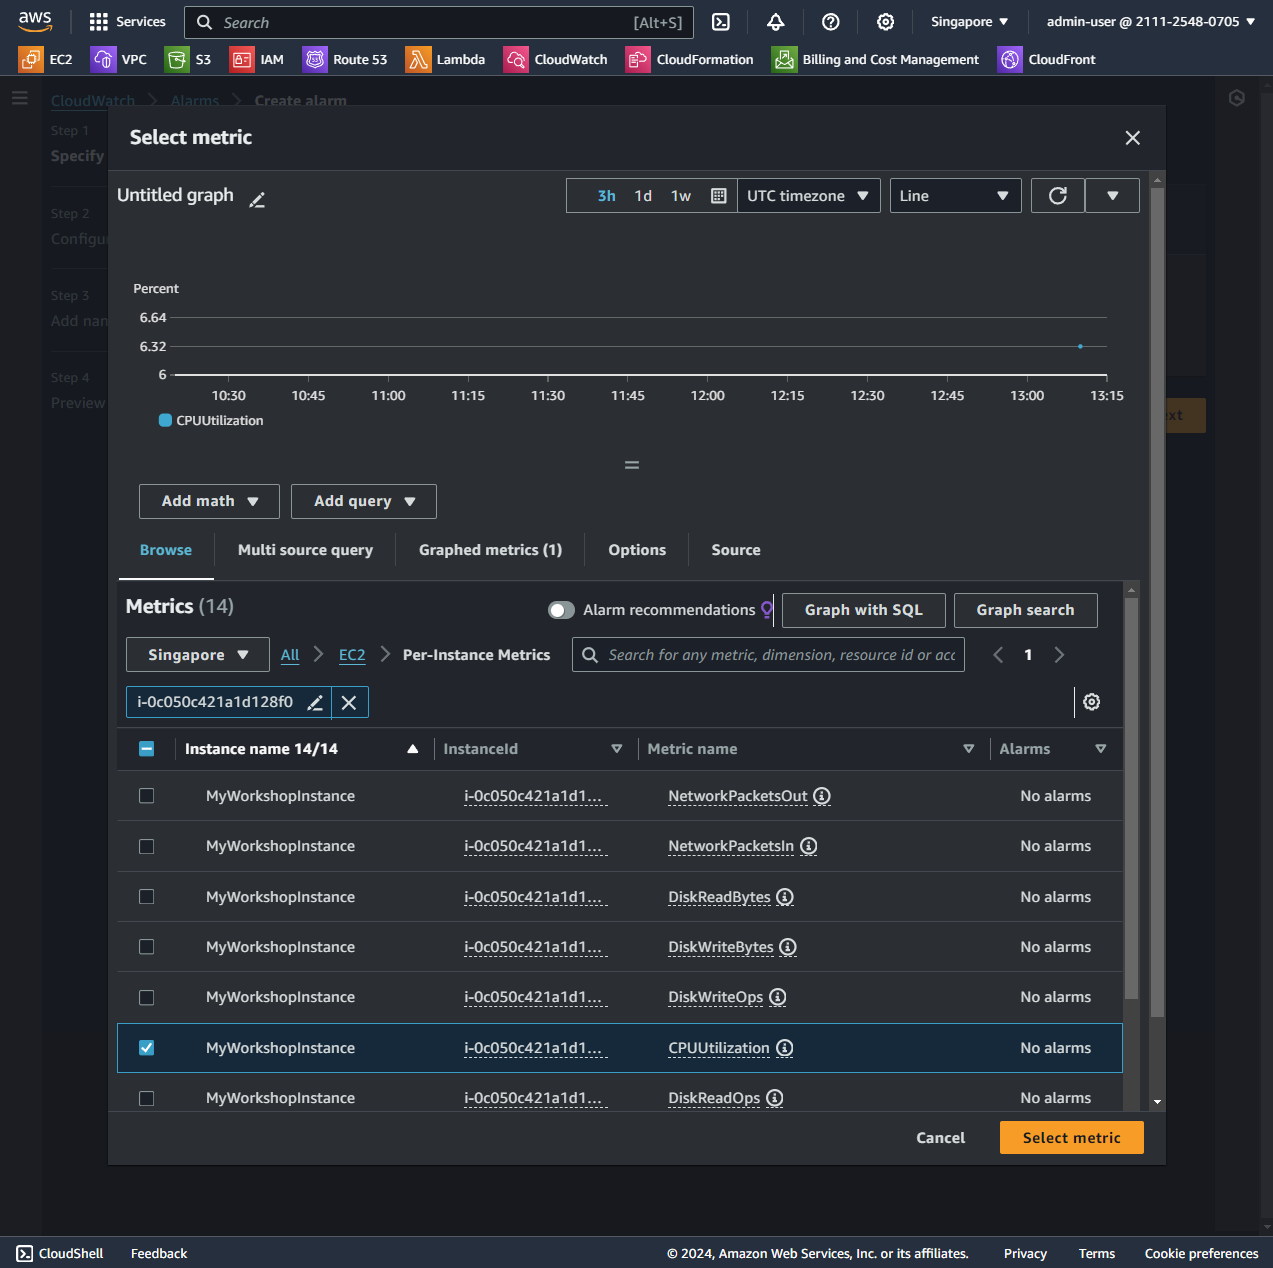 aws
Services
Search
[Alt+S]
Singapore
admin-user @ 2111-2548-0705
EC2
VPC
S3
IAM
Route 53
Lambda
CloudWatch
CloudFormation
Billing and Cost Management
CloudFront
CloudWatch
Alarms
Create alarm
Step 1
Specify
Step 2
Step 3
Step 4
Preview
Select metric
Untitled graph
3h
1d
1w
UTC timezone
Line
Percent
6.64
6.32
6
10:30
10:45
11:00
11:15
11:30
11:45
12:00
12:15
12:30
12:45
13:00
13:15
CPUUtilization
Add math
Add query
Browse
Multi source query
Graphed metrics (1)
Options
Source
Metrics (14)
Alarm recommendations
Graph with SQL
Graph search
Singapore
All
EC2
Per-Instance Metrics
Search for any metric, dimension, resource id or acc
1
i-0c050c421a1d128f0
Instance name 14/14
InstanceId
Metric name
Alarms
MyWorkshopInstance
i-0c050c421a1d1...
NetworkPacketsOut
No alarms
MyWorkshopInstance
i-0c050c421a1d1...
NetworkPacketsIn
No alarms
MyWorkshopInstance
i-0c050c421a1d1...
DiskReadBytes
No alarms
MyWorkshopInstance
i-0c050c421a1d1...
DiskWriteBytes
No alarms
MyWorkshopInstance
i-0c050c421a1d1...
DiskWriteOps
No alarms
MyWorkshopInstance
i-0c050c421a1d1...
CPUUtilization
No alarms
MyWorkshopInstance
i-0c050c421a1d1...
DiskReadOps
No alarms
Cancel
Select metric
CloudShell
Feedback
© 2024, Amazon Web Services, Inc. or its affiliates.
Privacy
Terms
Cookie preferences